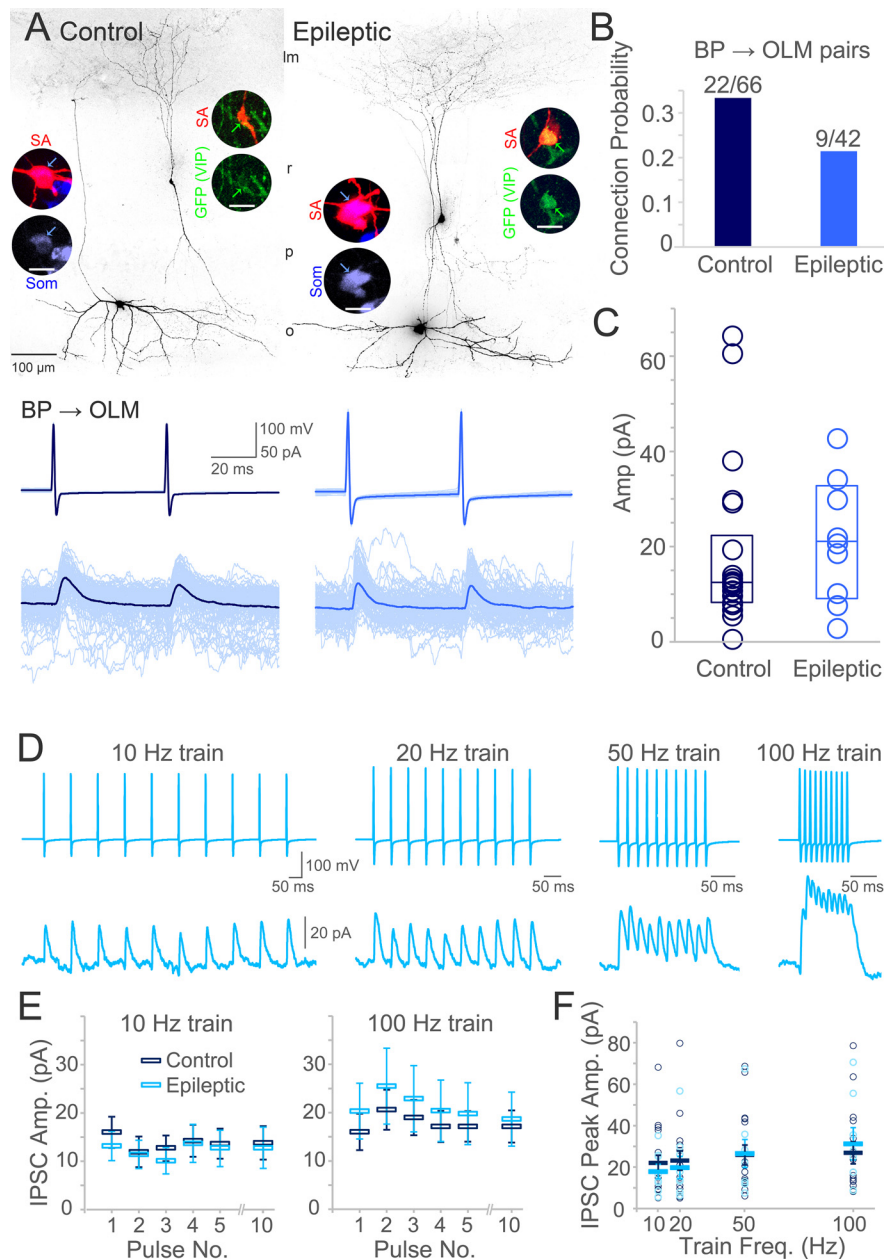 A
Control
Epileptic
lm
r
p
o
SA
GFP (VIP)
SA
Som
SA
GFP (VIP)
SA
Som
100 µm
BP → OLM
100 mV
50 pA
20 ms
B
BP → OLM pairs
22/66
9/42
Connection Probability
0.3
0.2
0.1
0
Control
Epileptic
C
Amp (pA)
60
40
20
0
Control
Epileptic
D
10 Hz train
20 Hz train
50 Hz train
100 Hz train
100 mV
50 ms
50 ms
50 ms
50 ms
20 pA
E
10 Hz train
100 Hz train
Control
Epileptic
IPSC Amp. (pA)
40
30
20
15
10
0
1 2 3 4 5 10
Pulse No.
40
30
20
15
10
0
1 2 3 4 5 10
Pulse No.
F
IPSC Peak Amp. (pA)
80
60
40
20
0
10 20 50 100
Train Freq. (Hz)